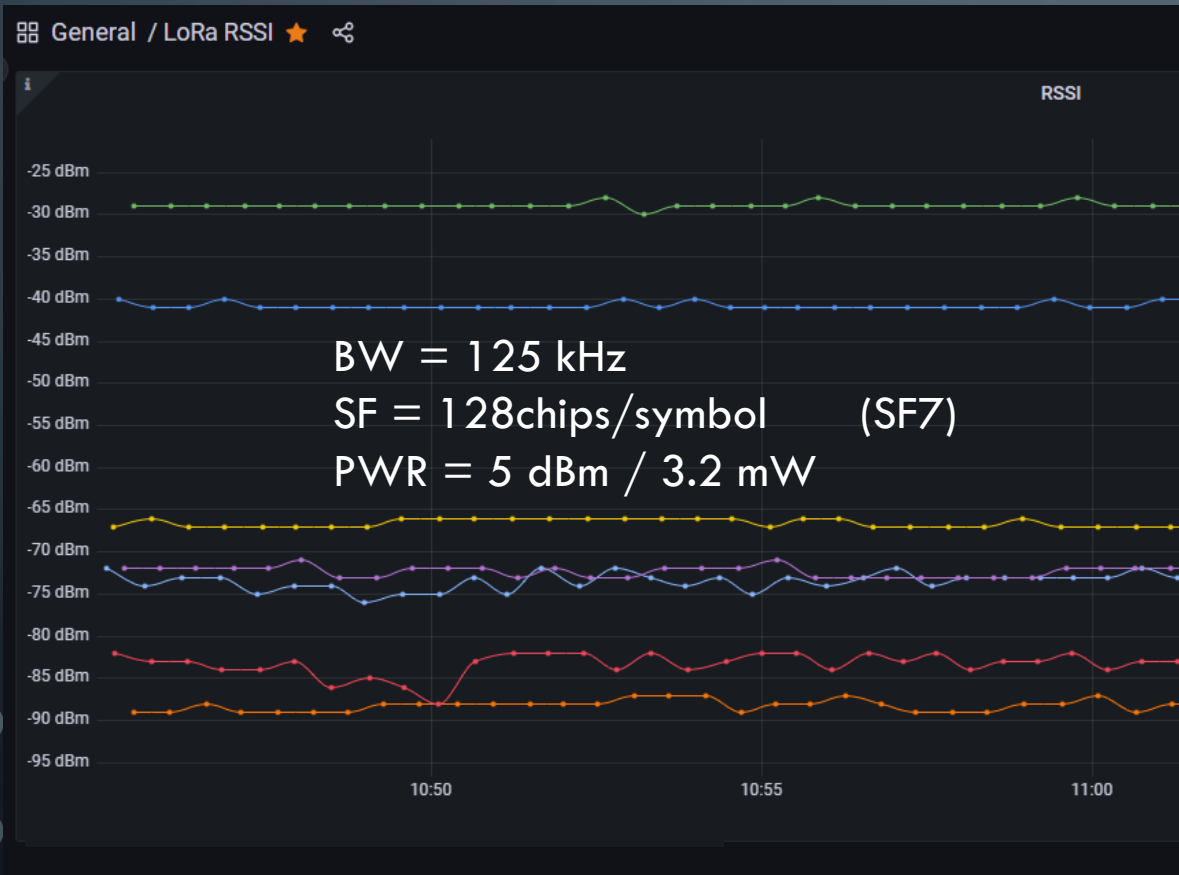 General / LoRa RSSI
i
RSSI
-25 dBm
-30 dBm
-35 dBm
-40 dBm
-45 dBm
-50 dBm
-55 dBm
-60 dBm
-65 dBm
-70 dBm
-75 dBm
-80 dBm
-85 dBm
-90 dBm
-95 dBm
BW = 125 kHz
SF = 128chips/symbol (SF7)
PWR = 5 dBm / 3.2 mW
10:50 10:55 11:00